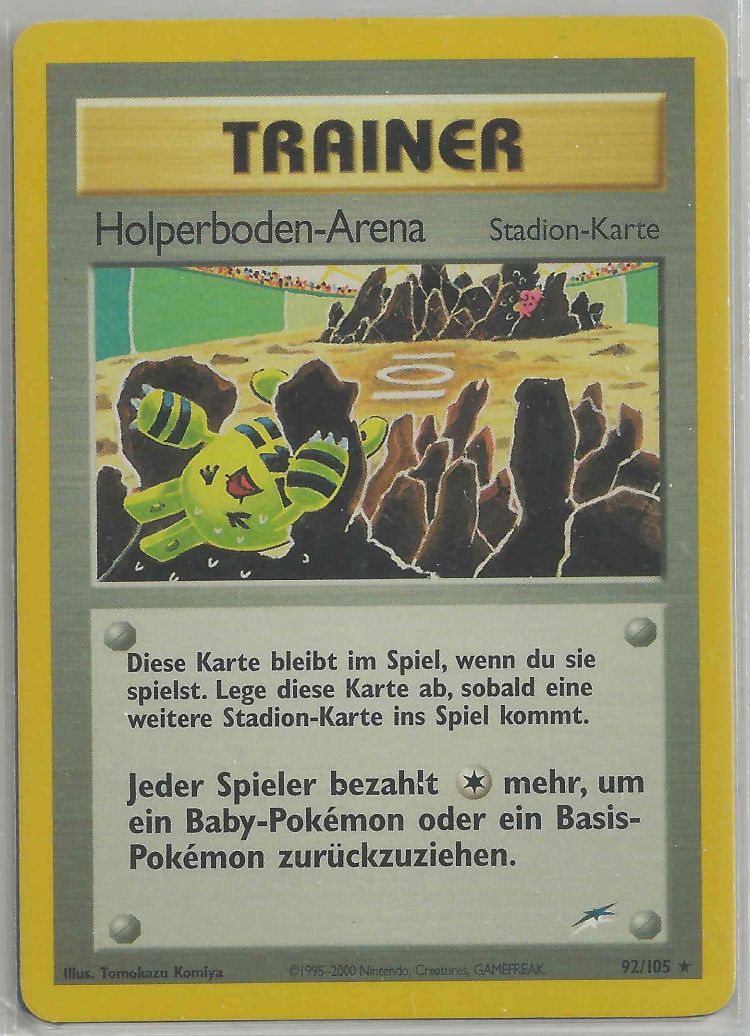 TRAINER
Holperboden-Arena Stadion-Karte
Diese Karte bleibt im Spiel, wenn du sie
spielst. Lege diese Karte ab, sobald eine
weitere Stadion-Karte ins Spiel kommt.
Jeder Spieler bezahlt mehr, um
ein Baby-Pokémon oder ein Basis-
Pokémon zurückzuziehen.
Illus. Tomokazu Komiya ©1995-2000 Nintendo, Creatures, GAMEFREAK. 92/105 ★